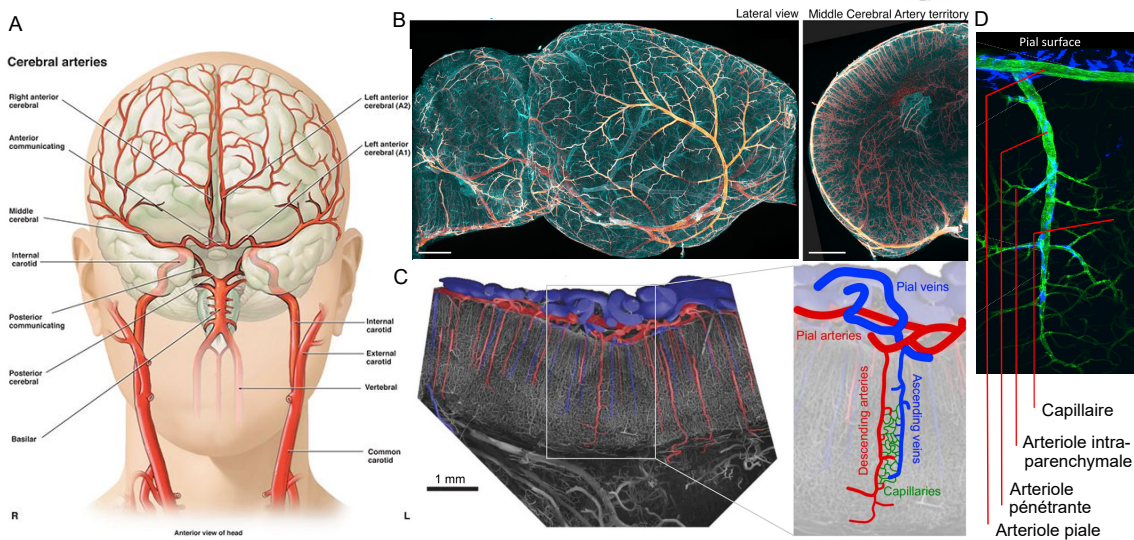 A
Cerebral arteries
Right anterior
cerebral
Anterior
communicating
Middle
cerebral
Internal
carotid
Posterior
communicating
Posterior
cerebral
Basilar
Left anterior
cerebral (A2)
Left anterior
cerebral (A1)
Internal
carotid
External
carotid
Vertebral
Common
carotid
R
L
Anterior view of head
B
Lateral view
Middle Cerebral Artery territory
C
1 mm
Pial veins
Pial arteries
Descending arteries
Ascending veins
Capillaries
D
Pial surface
Capillaire
Arteriole intra-
parenchymale
Arteriole
pénétrante
Arteriole piale